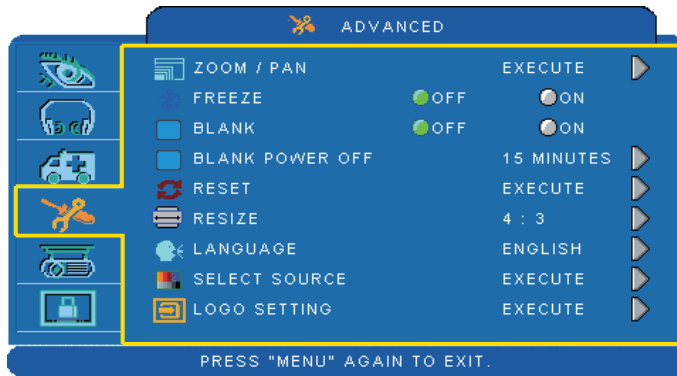 ADVANCED
ZOOM / PAN EXECUTE
FREEZE OFF ON
BLANK OFF ON
BLANK POWER OFF 15 MINUTES
RESET EXECUTE
RESIZE 4 : 3
LANGUAGE ENGLISH
SELECT SOURCE EXECUTE
LOGO SETTING EXECUTE
PRESS "MENU" AGAIN TO EXIT.